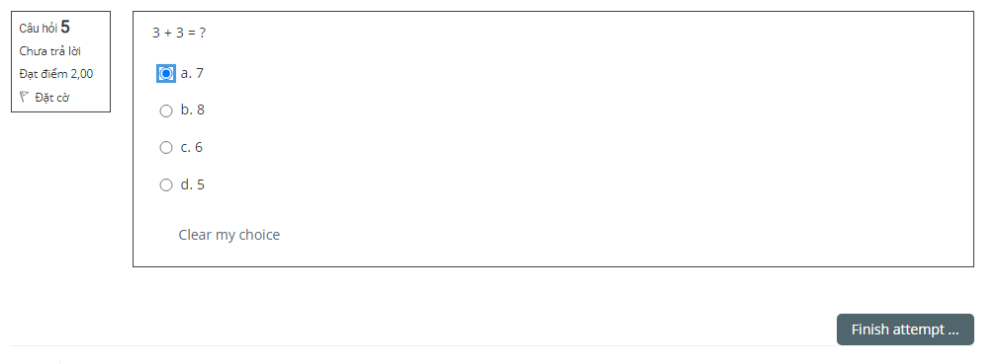 Câu hỏi 5
Chưa trả lời
Đạt điểm 2,00
Đặt cờ
3 + 3 = ?
a. 7
b. 8
c. 6
d. 5
Clear my choice
Finish attempt ...